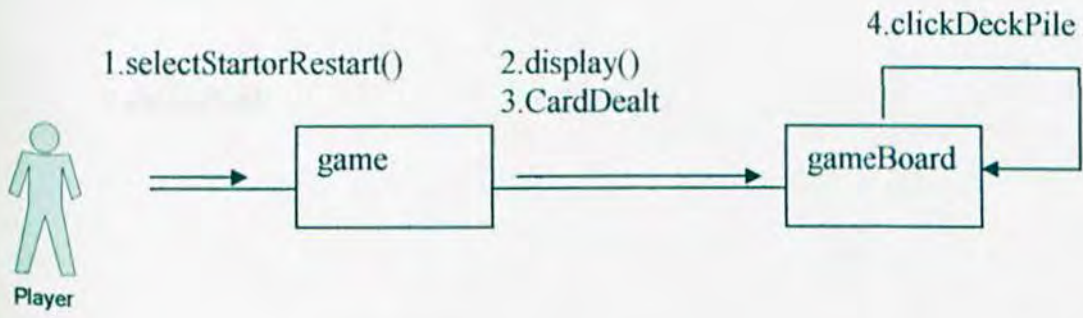 4.clickDeckPile
1.selectStartorRestart()
2.display()
3.CardDealt
game
gameBoard
Player